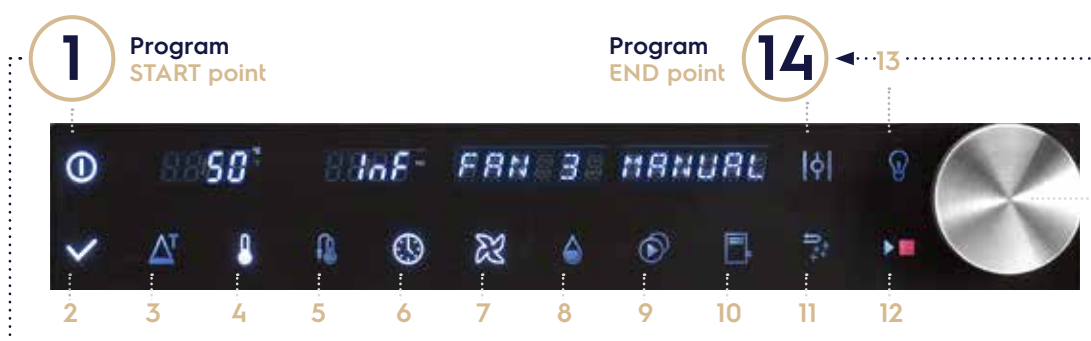 1
Program
START point
Program
END point
14
13
50 °C
InF
FAN 3 MANUAL
ΔT
2 3 4 5 6 7 8 9 10 11 12